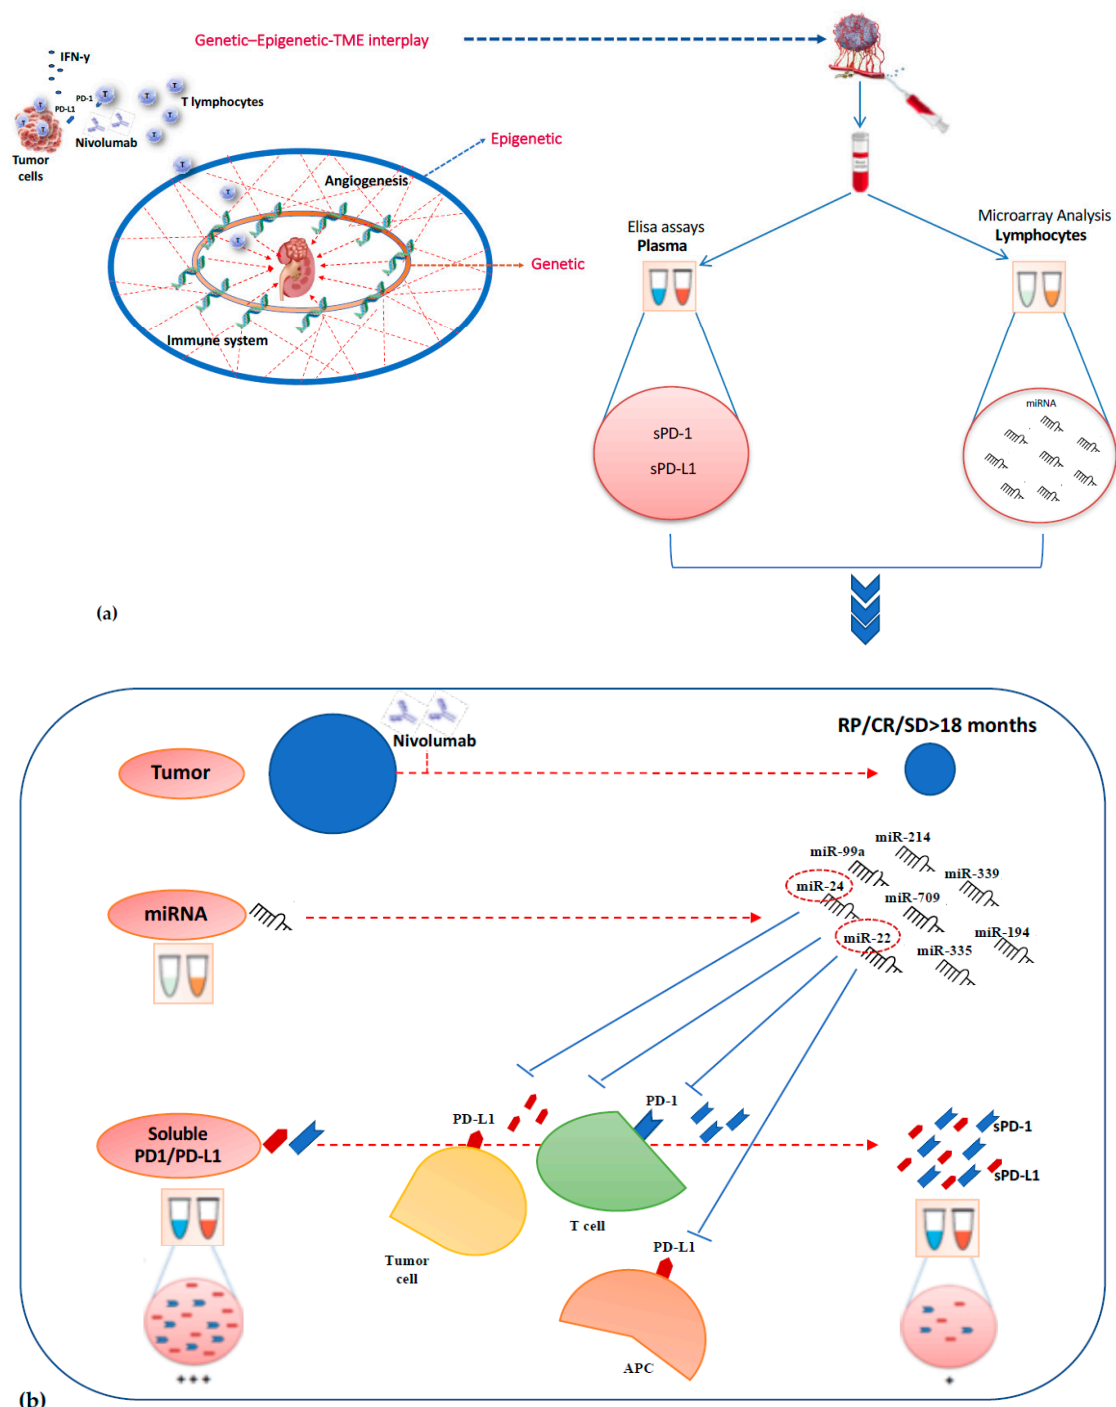 Genetic–Epigenetic-TME interplay
IFN-y
PD-1
PD-L1
T
T
T
T
T
T
T
T
T lymphocytes
Nivolumab
Tumor
cells
T
T
T
Epigenetic
Angiogenesis
Genetic
Immune system
Elisa assays
Plasma
Microarray Analysis
Lymphocytes
sPD-1
sPD-L1
miRNA
(a)
Nivolumab
RP/CR/SD>18 months
Tumor
miR-214
miR-99a
miR-339
miR-24
miR-709
miRNA
miR-22
miR-194
miR-335
PD-L1
PD-1
Soluble
PD1/PD-L1
sPD-1
sPD-L1
T cell
Tumor
cell
PD-L1
APC
+++
+
(b)